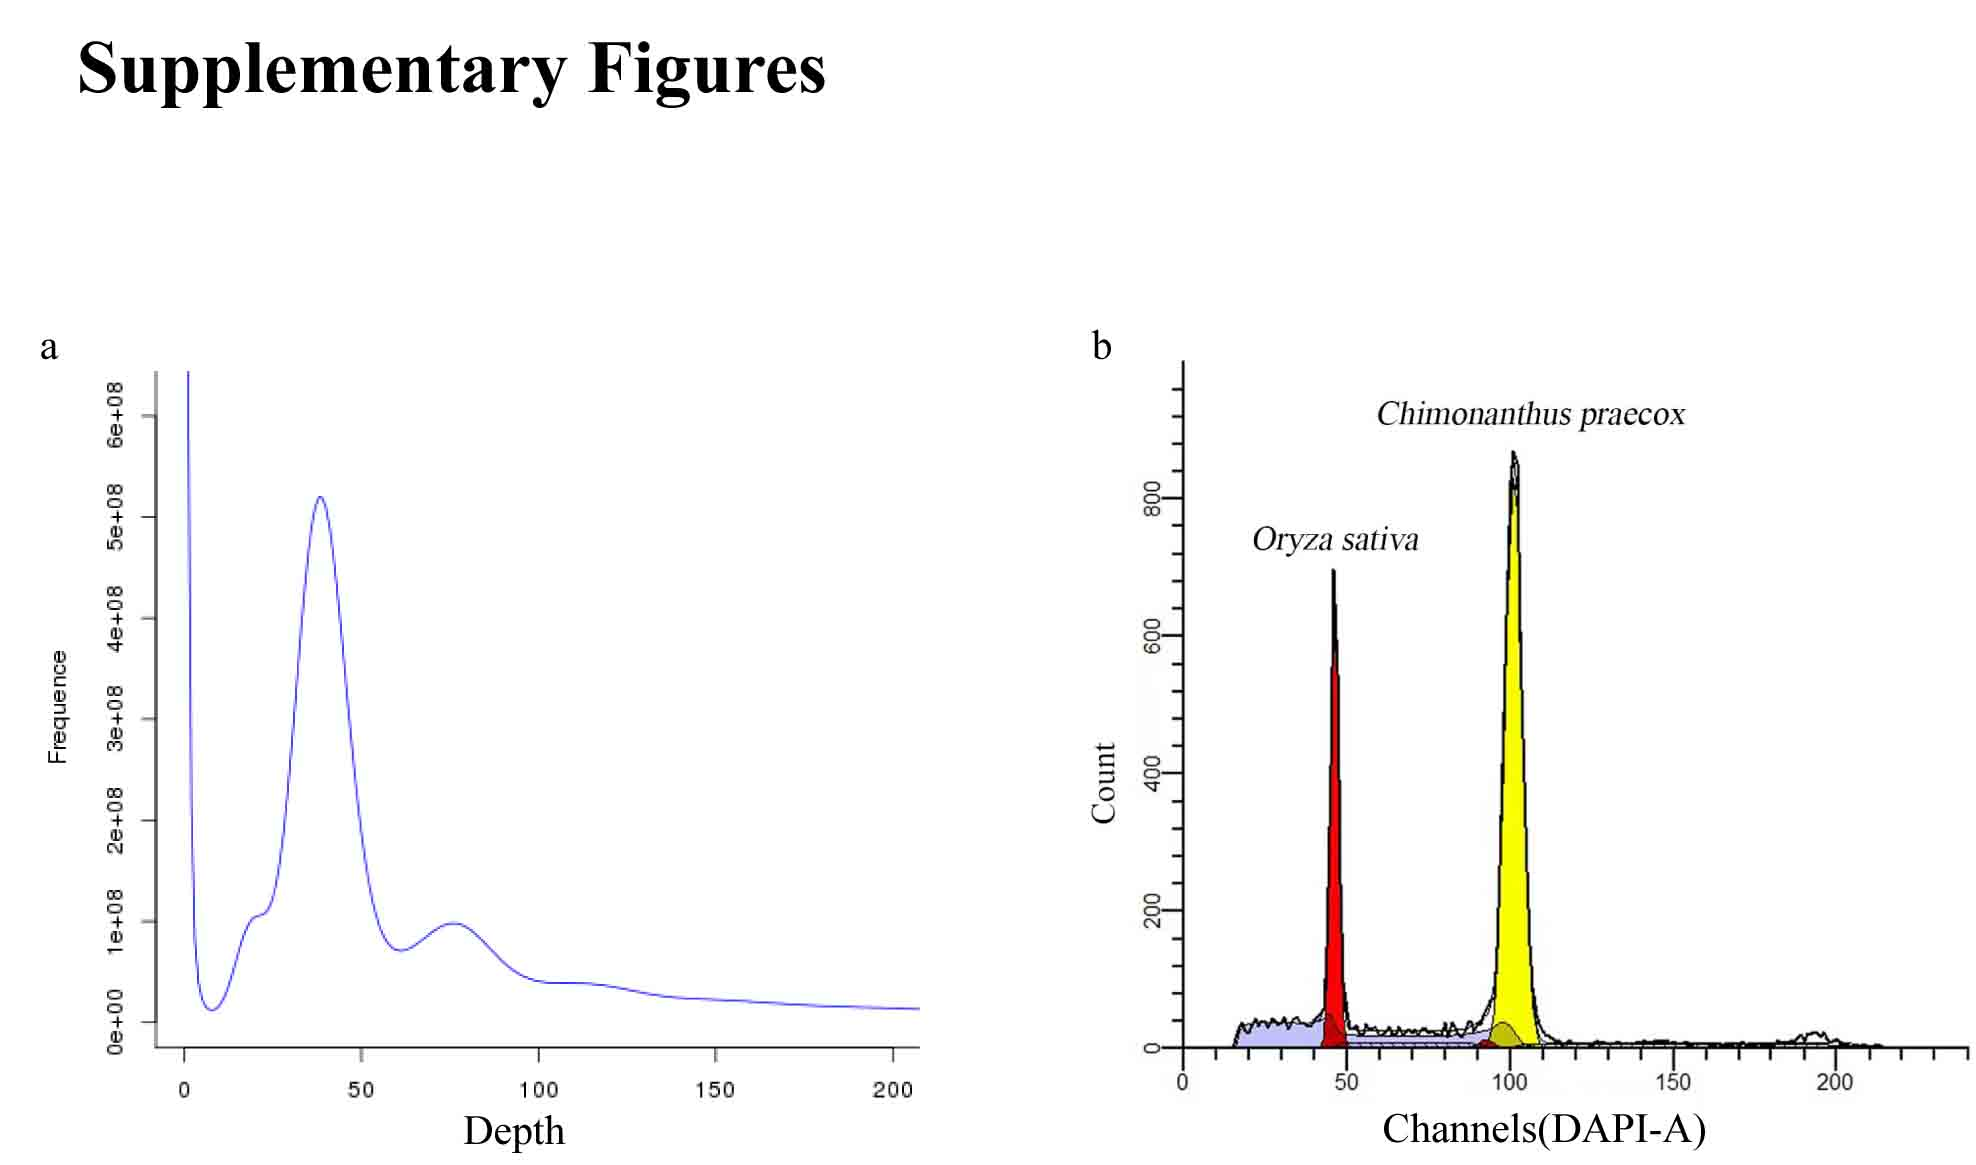 Supplementary Figures
a
Frequence
0e+00 1e+08 2e+08 3e+08 4e+08 5e+08 6e+08
0 50 100 150 200
Depth
b
Chimonanthus praecox
Oryza sativa
Count
0 200 400 600 800
0 50 100 150 200
Channels(DAPI-A)